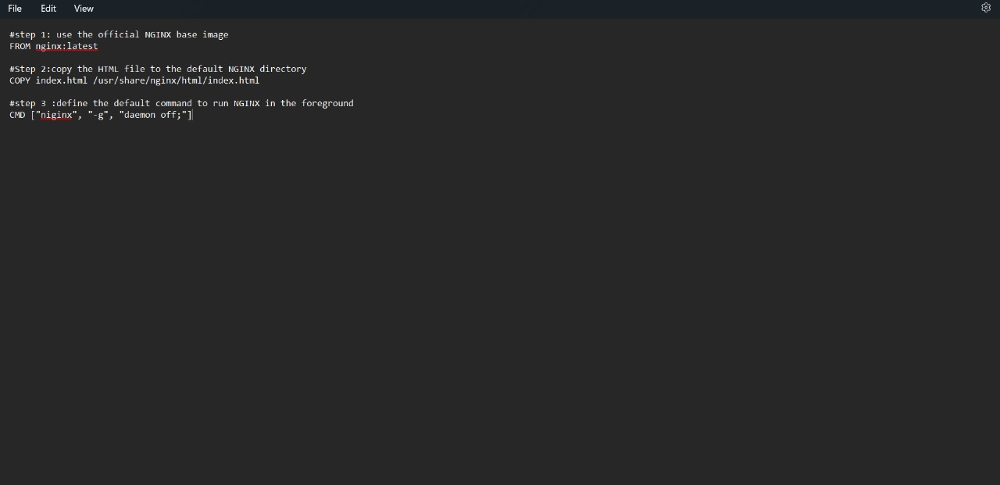 File Edit View
#step 1: use the official NGINX base image
FROM nginx:latest
#Step 2:copy the HTML file to the default NGINX directory
COPY index.html /usr/share/nginx/html/index.html
#step 3 :define the default command to run NGINX in the foreground
CMD ["niginx", "-g", "daemon off;"]